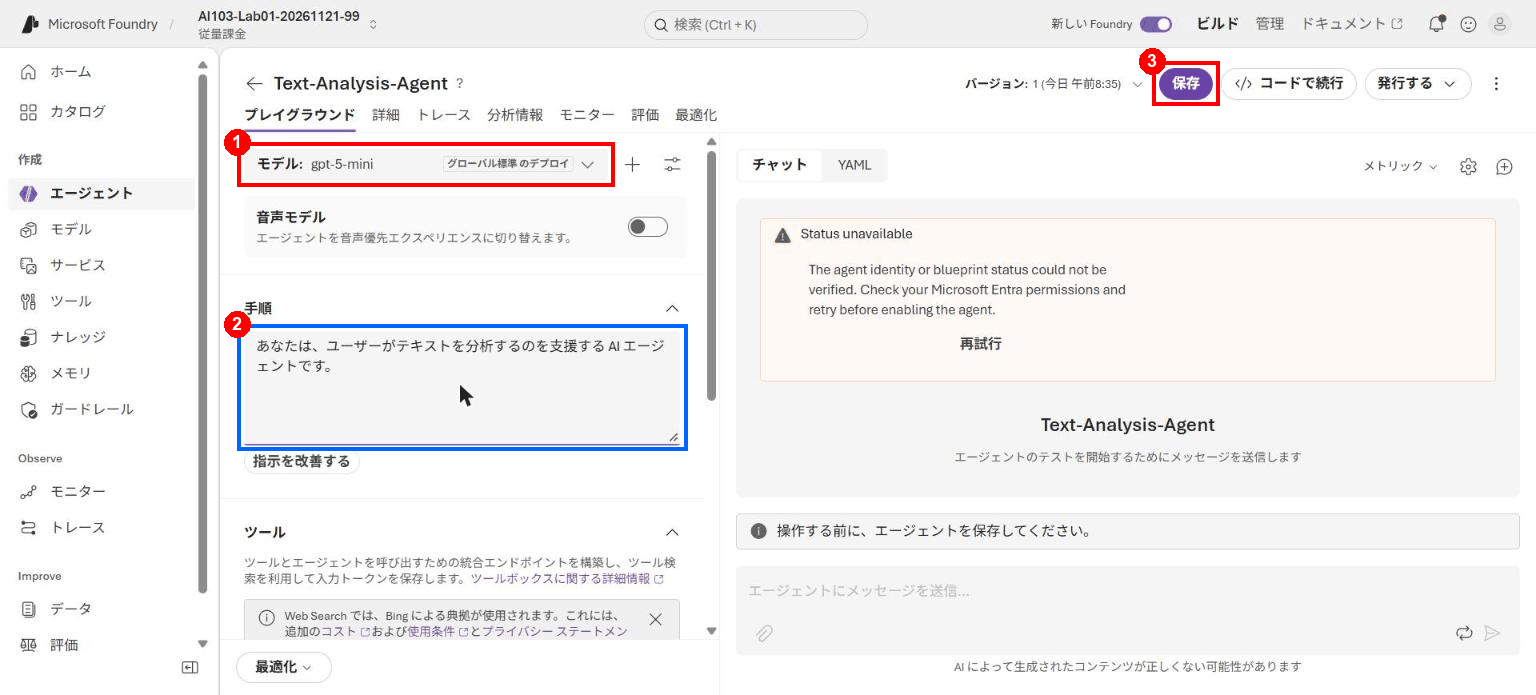 Microsoft Foundry
/
AI103-Lab01-20261121-99
従量課金
検索 (Ctrl + K)
新しい Foundry
ビルド
管理
ドキュメント
ホーム
カタログ
作成
エージェント
モデル
サービス
ツール
ナレッジ
メモリ
ガードレール
Observe
モニター
トレース
Improve
データ
評価
Text-Analysis-Agent ?
バージョン: 1 (今日 午前8:35)
3
保存
コードで続行
発行する
プレイグラウンド
詳細
トレース
分析情報
モニター
評価
最適化
1
モデル: gpt-5-mini
グローバル標準 のデプロイ
音声モデル
エージェントを音声優先エクスペリエンスに切り替えます。
手順
2
あなたは、ユーザーがテキストを分析するのを支援する AI エージ
ェントです。
指示を改善する
ツール
ツールとエージェントを呼び出すための統合エンドポイントを構築し、ツール検
索を利用して入力トークンを保存します。ツールボックスに関する詳細情報
Web Search では、Bing による典拠が使用されます。これには、
追加のコスト および使用条件 とプライバシー ステートメン
最適化
チャット
YAML
メトリック
Status unavailable
The agent identity or blueprint status could not be
verified. Check your Microsoft Entra permissions and
retry before enabling the agent.
再試行
Text-Analysis-Agent
エージェントのテストを開始するためにメッセージを送信します
操作する前に、エージェントを保存してください。
エージェントにメッセージを送信...
AI によって生成されたコンテンツが正しくない可能性があります